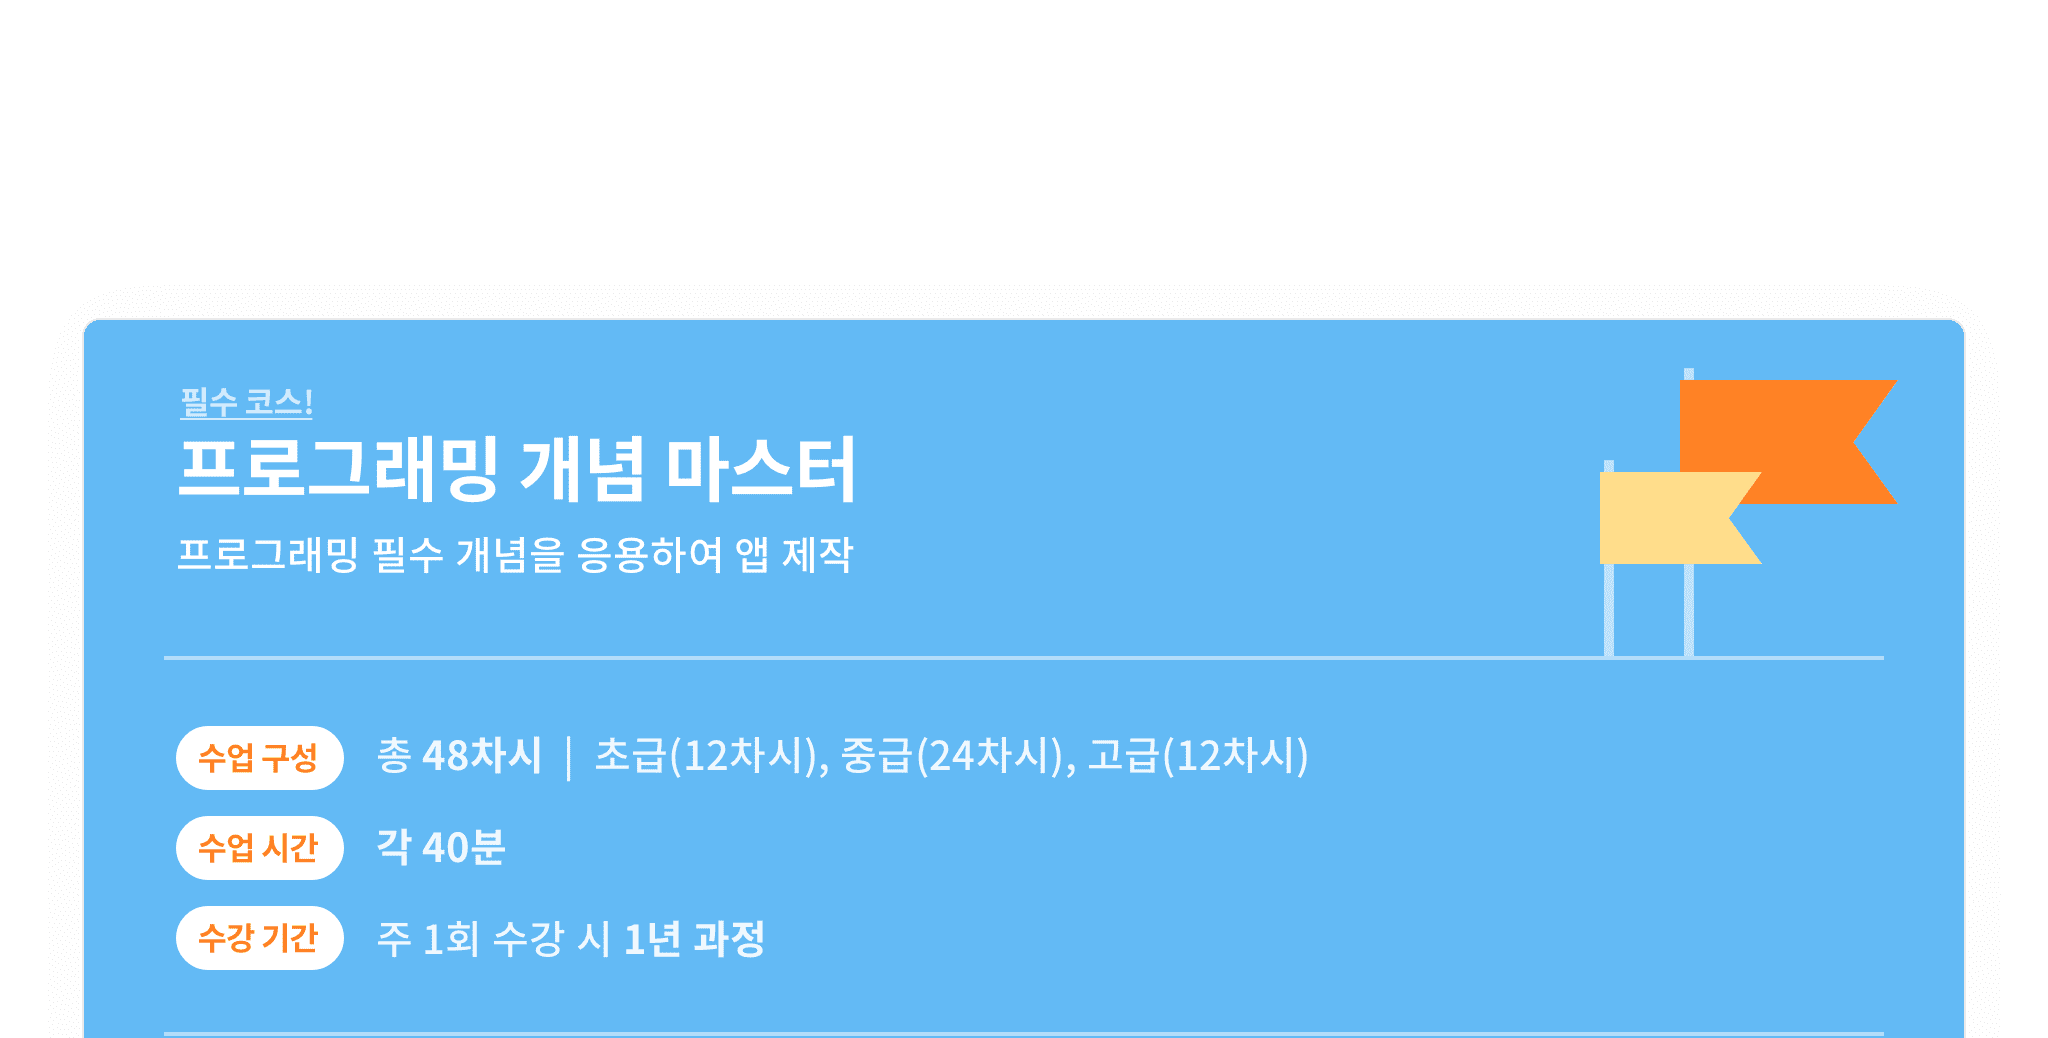 필수 코스!
프로그래밍 개념 마스터
프로그래밍 필수 개념을 응용하여 앱 제작
수업 구성 총 48차시 | 초급(12차시), 중급(24차시), 고급(12차시)
수업 시간 각 40분
수강 기간 주 1회 수강 시 1년 과정